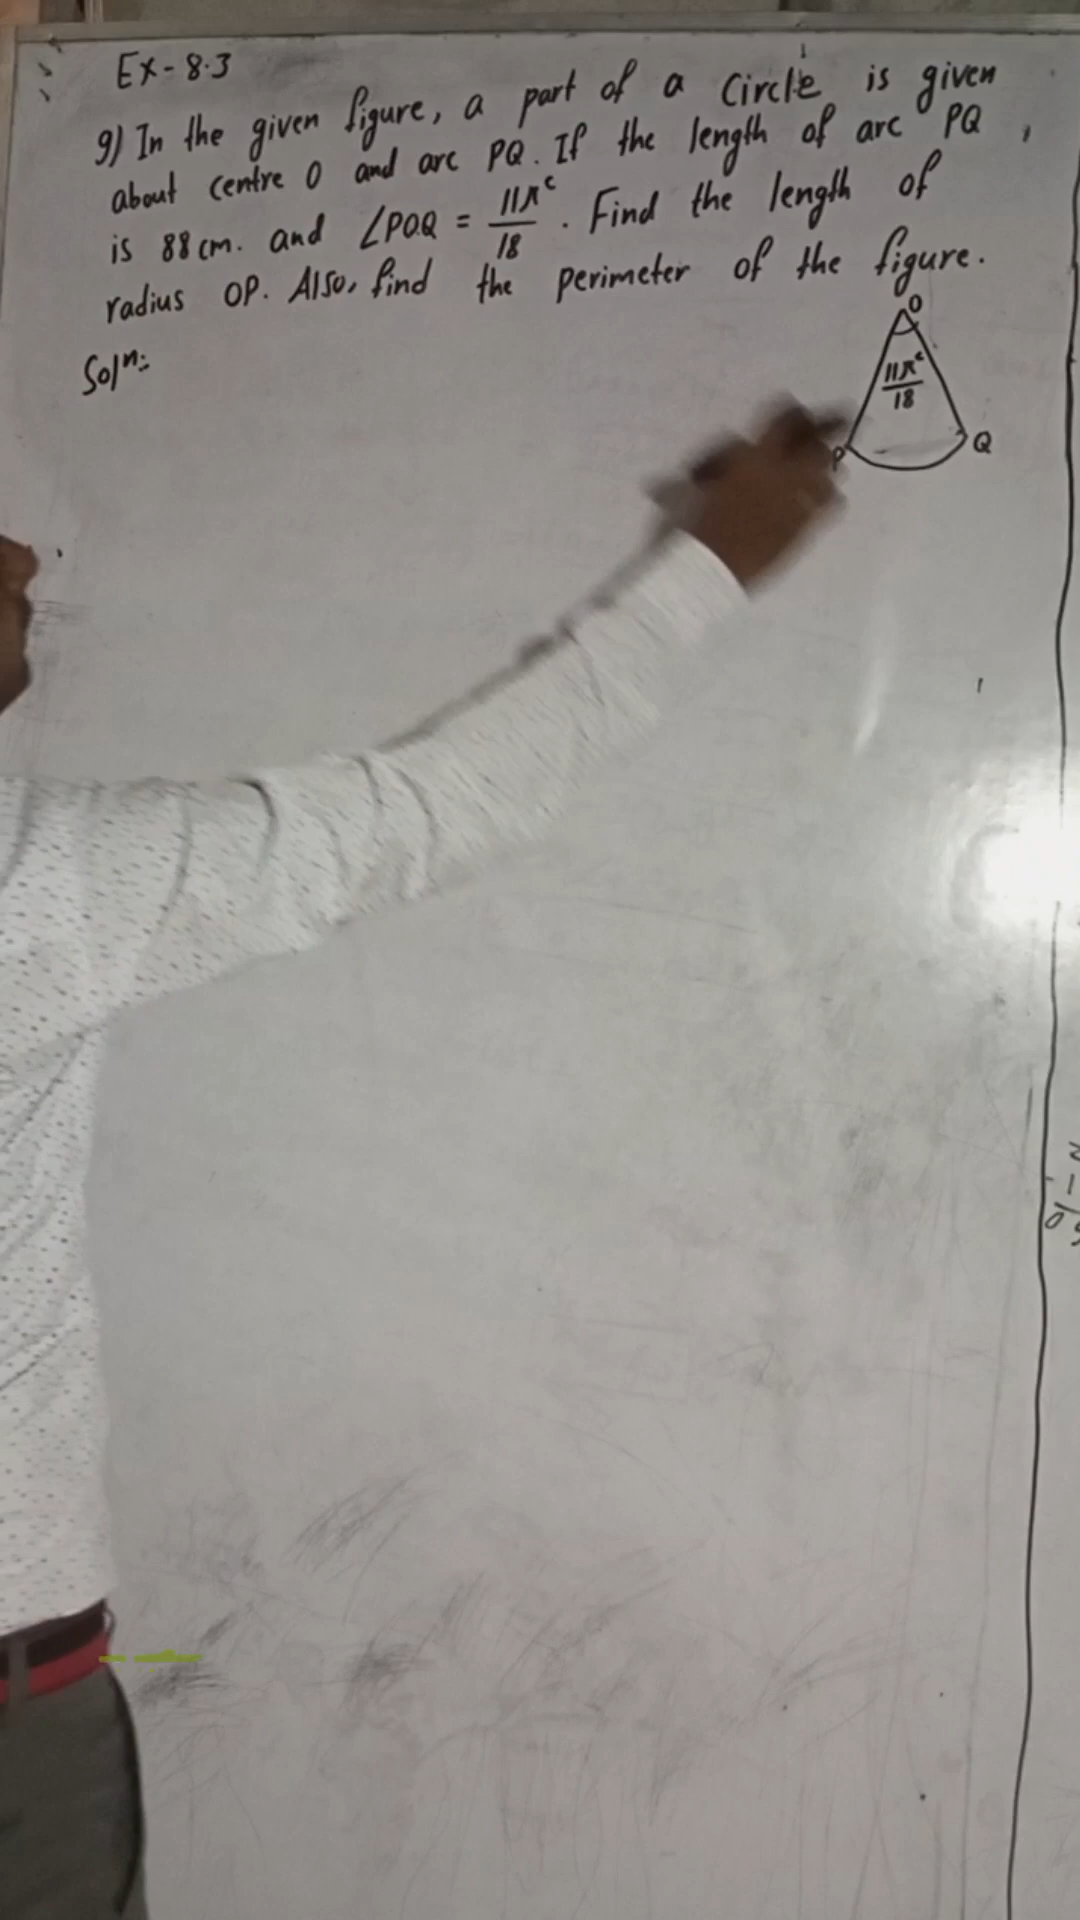 Ex-8.3
9) In the given figure, a part of a Circle is given
about centre O and arc PQ. If the length of arc PQ
is 88 cm. and ∠POQ = 11π^c/18. Find the length of
radius OP. Also, find the perimeter of the figure.
Sol^n:-
O
11π^c/18
P
Q